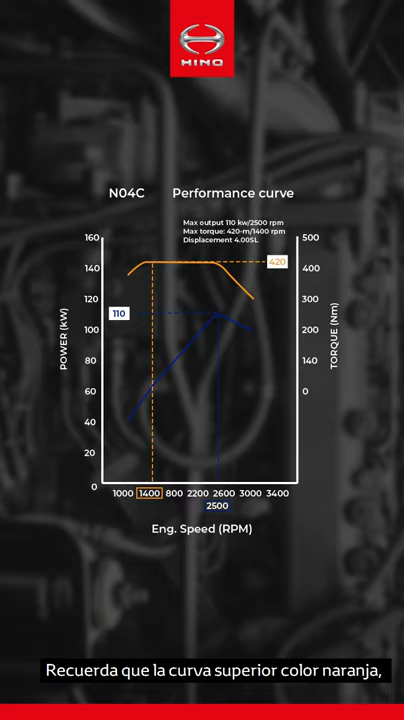 HINO
N04C Performance curve
Max output 110 kw/2500 rpm
Max torque: 420-m/1400 rpm
Displacement 4.005L
160 500
140 420 400
120 300
110
100 200
80 140
60 0
40
20
0
POWER (kW)
TORQUE (Nm)
1000 1400 800 2200 2600 3000 3400
2500
Eng. Speed (RPM)
Recuerda que la curva superior color naranja,